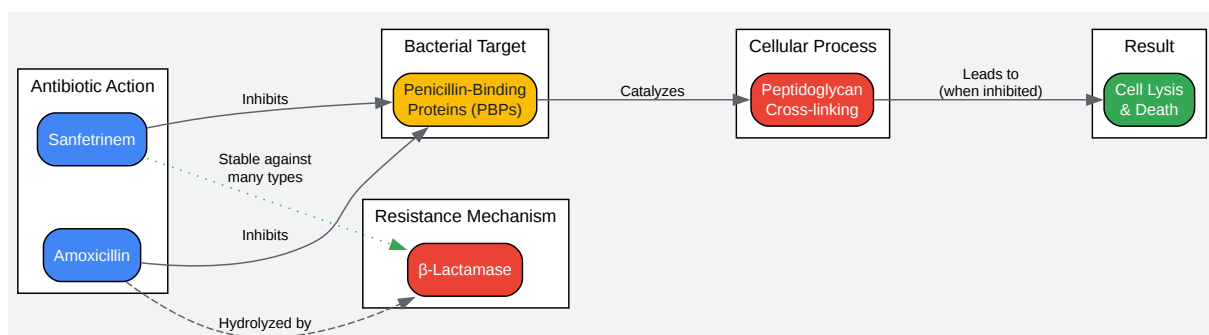 Antibiotic Action
Sanfetrinem
Amoxicillin
Inhibits
Stable against
many types
Inhibits
Hydrolyzed by
Bacterial Target
Penicillin-Binding
Proteins (PBPs)
Resistance Mechanism
β-Lactamase
Catalyzes
Cellular Process
Peptidoglycan
Cross-linking
Leads to
(when inhibited)
Result
Cell Lysis
& Death